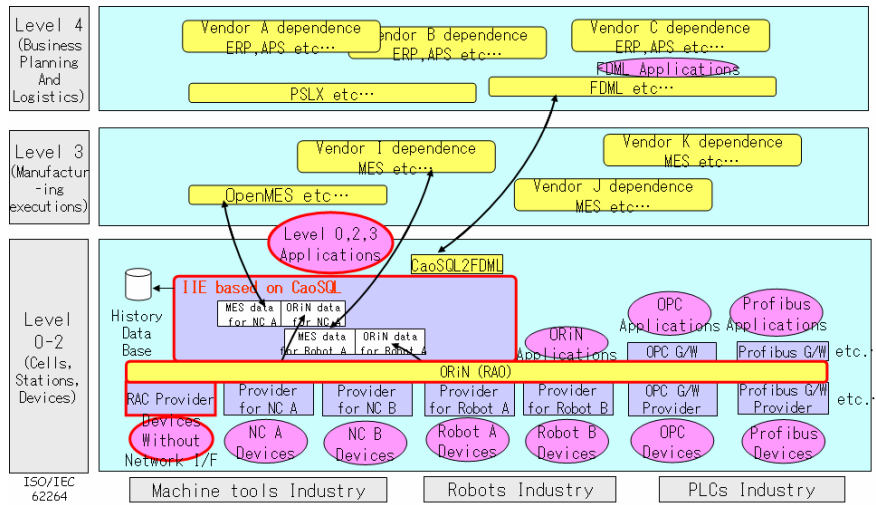 Level 4
(Business
Planning
And
Logistics)
Vendor A dependence
ERP,APS etc…
Vendor B dependence
ERP,APS etc…
Vendor C dependence
ERP,APS etc…
FDML Applications
PSLX etc…
FDML etc…
Level 3
(Manufactur
-ing
executions)
Vendor I dependence
MES etc…
Vendor K dependence
MES etc…
OpenMES etc…
Vendor J dependence
MES etc…
Level 0,2,3
Applications
CaoSQL2FDML
Level
0-2
(Cells,
Stations,
Devices)
History
Data
Base
IIE based on CaoSQL
MES data
for NC A
ORiN data
for NC A
MES data
for Robot A
ORiN data
for Robot A
ORiN
Applications
OPC
Applications
Profibus
Applications
OPC G/W
Profibus G/W
etc.
ORiN (RAO)
RAC Provider
Provider
for NC A
Provider
for NC B
Provider
for Robot A
Provider
for Robot B
OPC G/W
Provider
Profibus G/W
Provider
etc.
Devices
Without
Network I/F
NC A
Devices
NC B
Devices
Robot A
Devices
Robot B
Devices
OPC
Devices
Profibus
Devices
ISO/IEC
62264
Machine tools Industry
Robots Industry
PLCs Industry